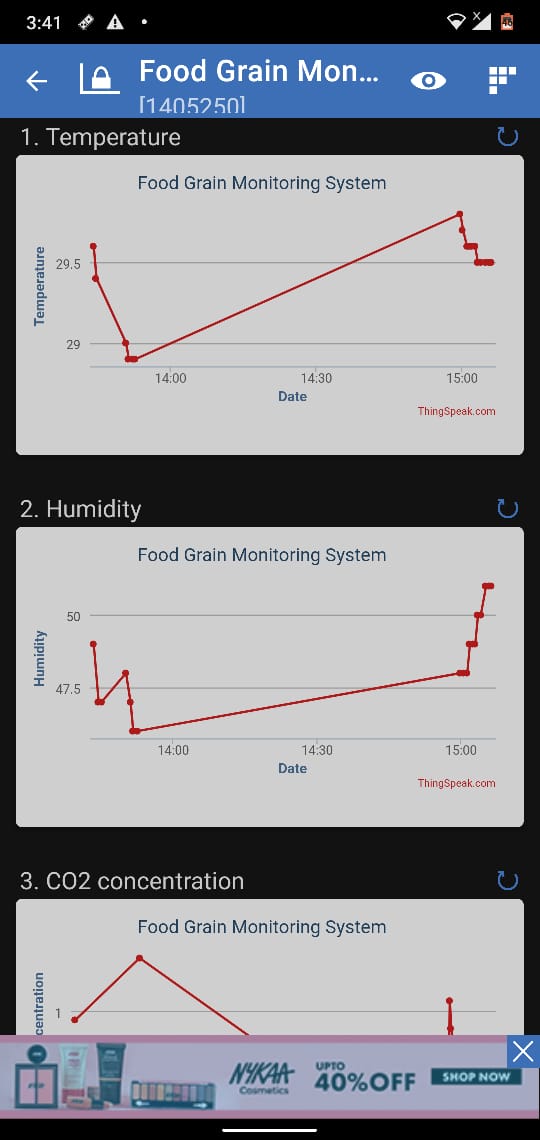 3:41
46
Food Grain Mon...
[1405250]
1. Temperature
Food Grain Monitoring System
Temperature
29.5
29
14:00 14:30 15:00
Date
ThingSpeak.com
2. Humidity
Food Grain Monitoring System
Humidity
50
47.5
14:00 14:30 15:00
Date
ThingSpeak.com
3. CO2 concentration
Food Grain Monitoring System
centration
1
NYKAA
Cosmetics
UPTO
40%OFF
SHOP NOW